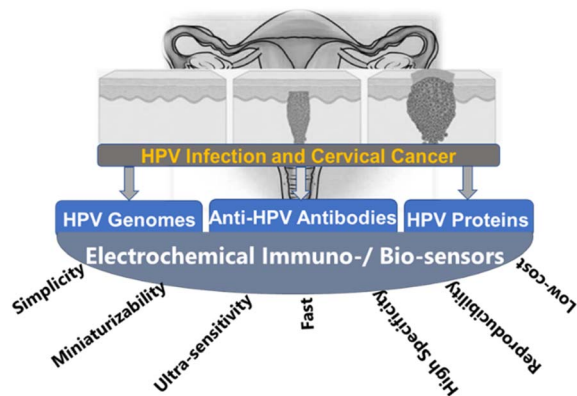 HPV Infection and Cervical Cancer
HPV Genomes
Anti-HPV Antibodies
HPV Proteins
Electrochemical Immuno-/ Bio-sensors
Simplicity
Miniaturizability
Ultra-sensitivity
Fast
High Specificity
Reproducibility
Low-cost